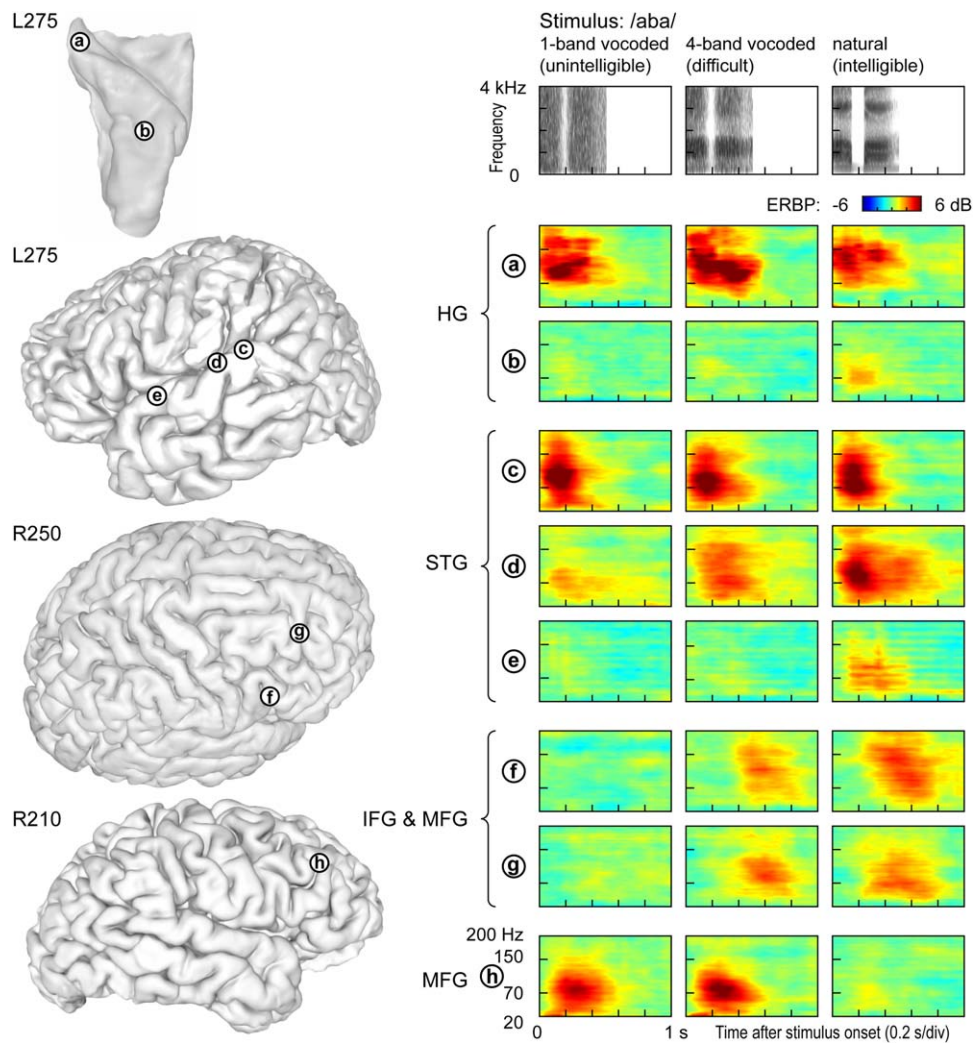 L275
a
b
L275
c
d
e
R250
g
f
R210
h
Stimulus: /aba/
1-band vocoded 4-band vocoded natural
(unintelligible) (difficult) (intelligible)
4 kHz
Frequency
0
ERBP: -6 6 dB
HG
a
b
STG
c
d
e
IFG & MFG
f
g
200 Hz
150
MFG h
70
20
0 1 s Time after stimulus onset (0.2 s/div)